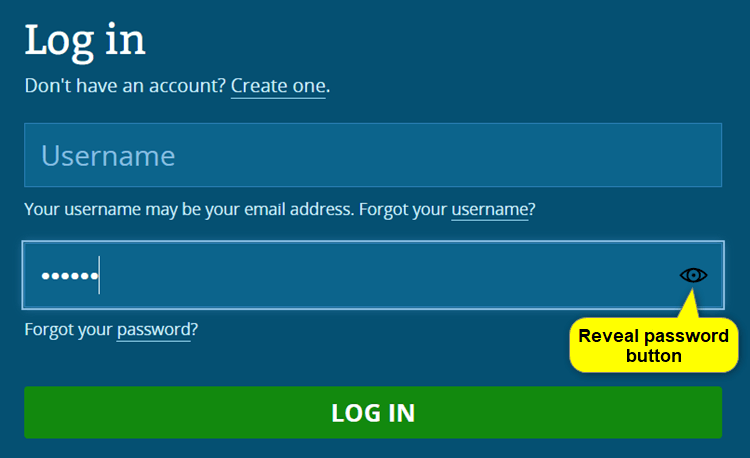 Log in
Don't have an account? Create one.
Username
Your username may be your email address. Forgot your username?
••••••
Forgot your password?
Reveal password
button
LOG IN